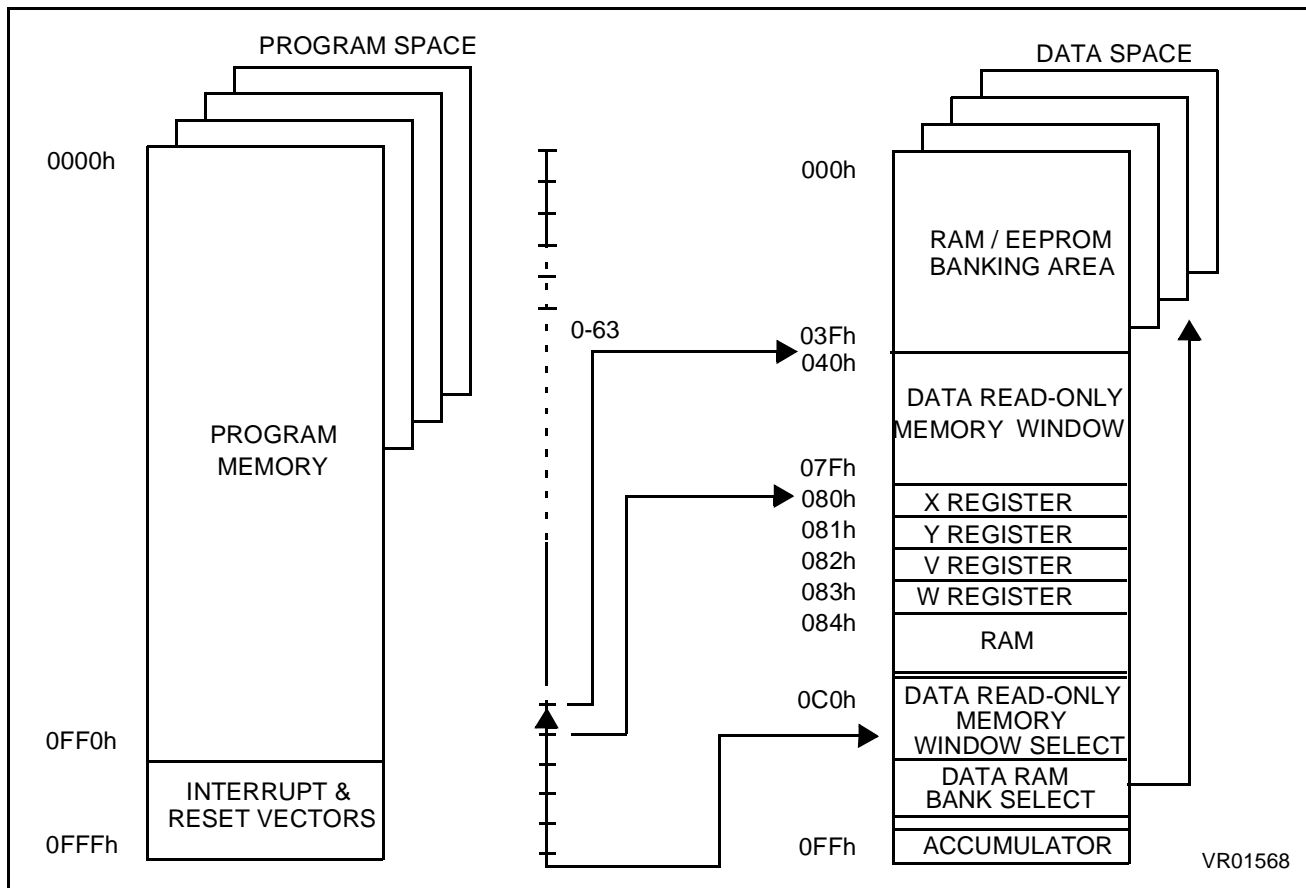 PROGRAM SPACE
0000h
PROGRAM
MEMORY
0FF0h
INTERRUPT &
RESET VECTORS
0FFFh
0-63
DATA SPACE
000h
RAM / EEPROM
BANKING AREA
03Fh
040h
DATA READ-ONLY
MEMORY WINDOW
07Fh
080h
X REGISTER
081h
Y REGISTER
082h
V REGISTER
083h
W REGISTER
084h
RAM
0C0h
DATA READ-ONLY
MEMORY
WINDOW SELECT
DATA RAM
BANK SELECT
0FFh
ACCUMULATOR
VR01568